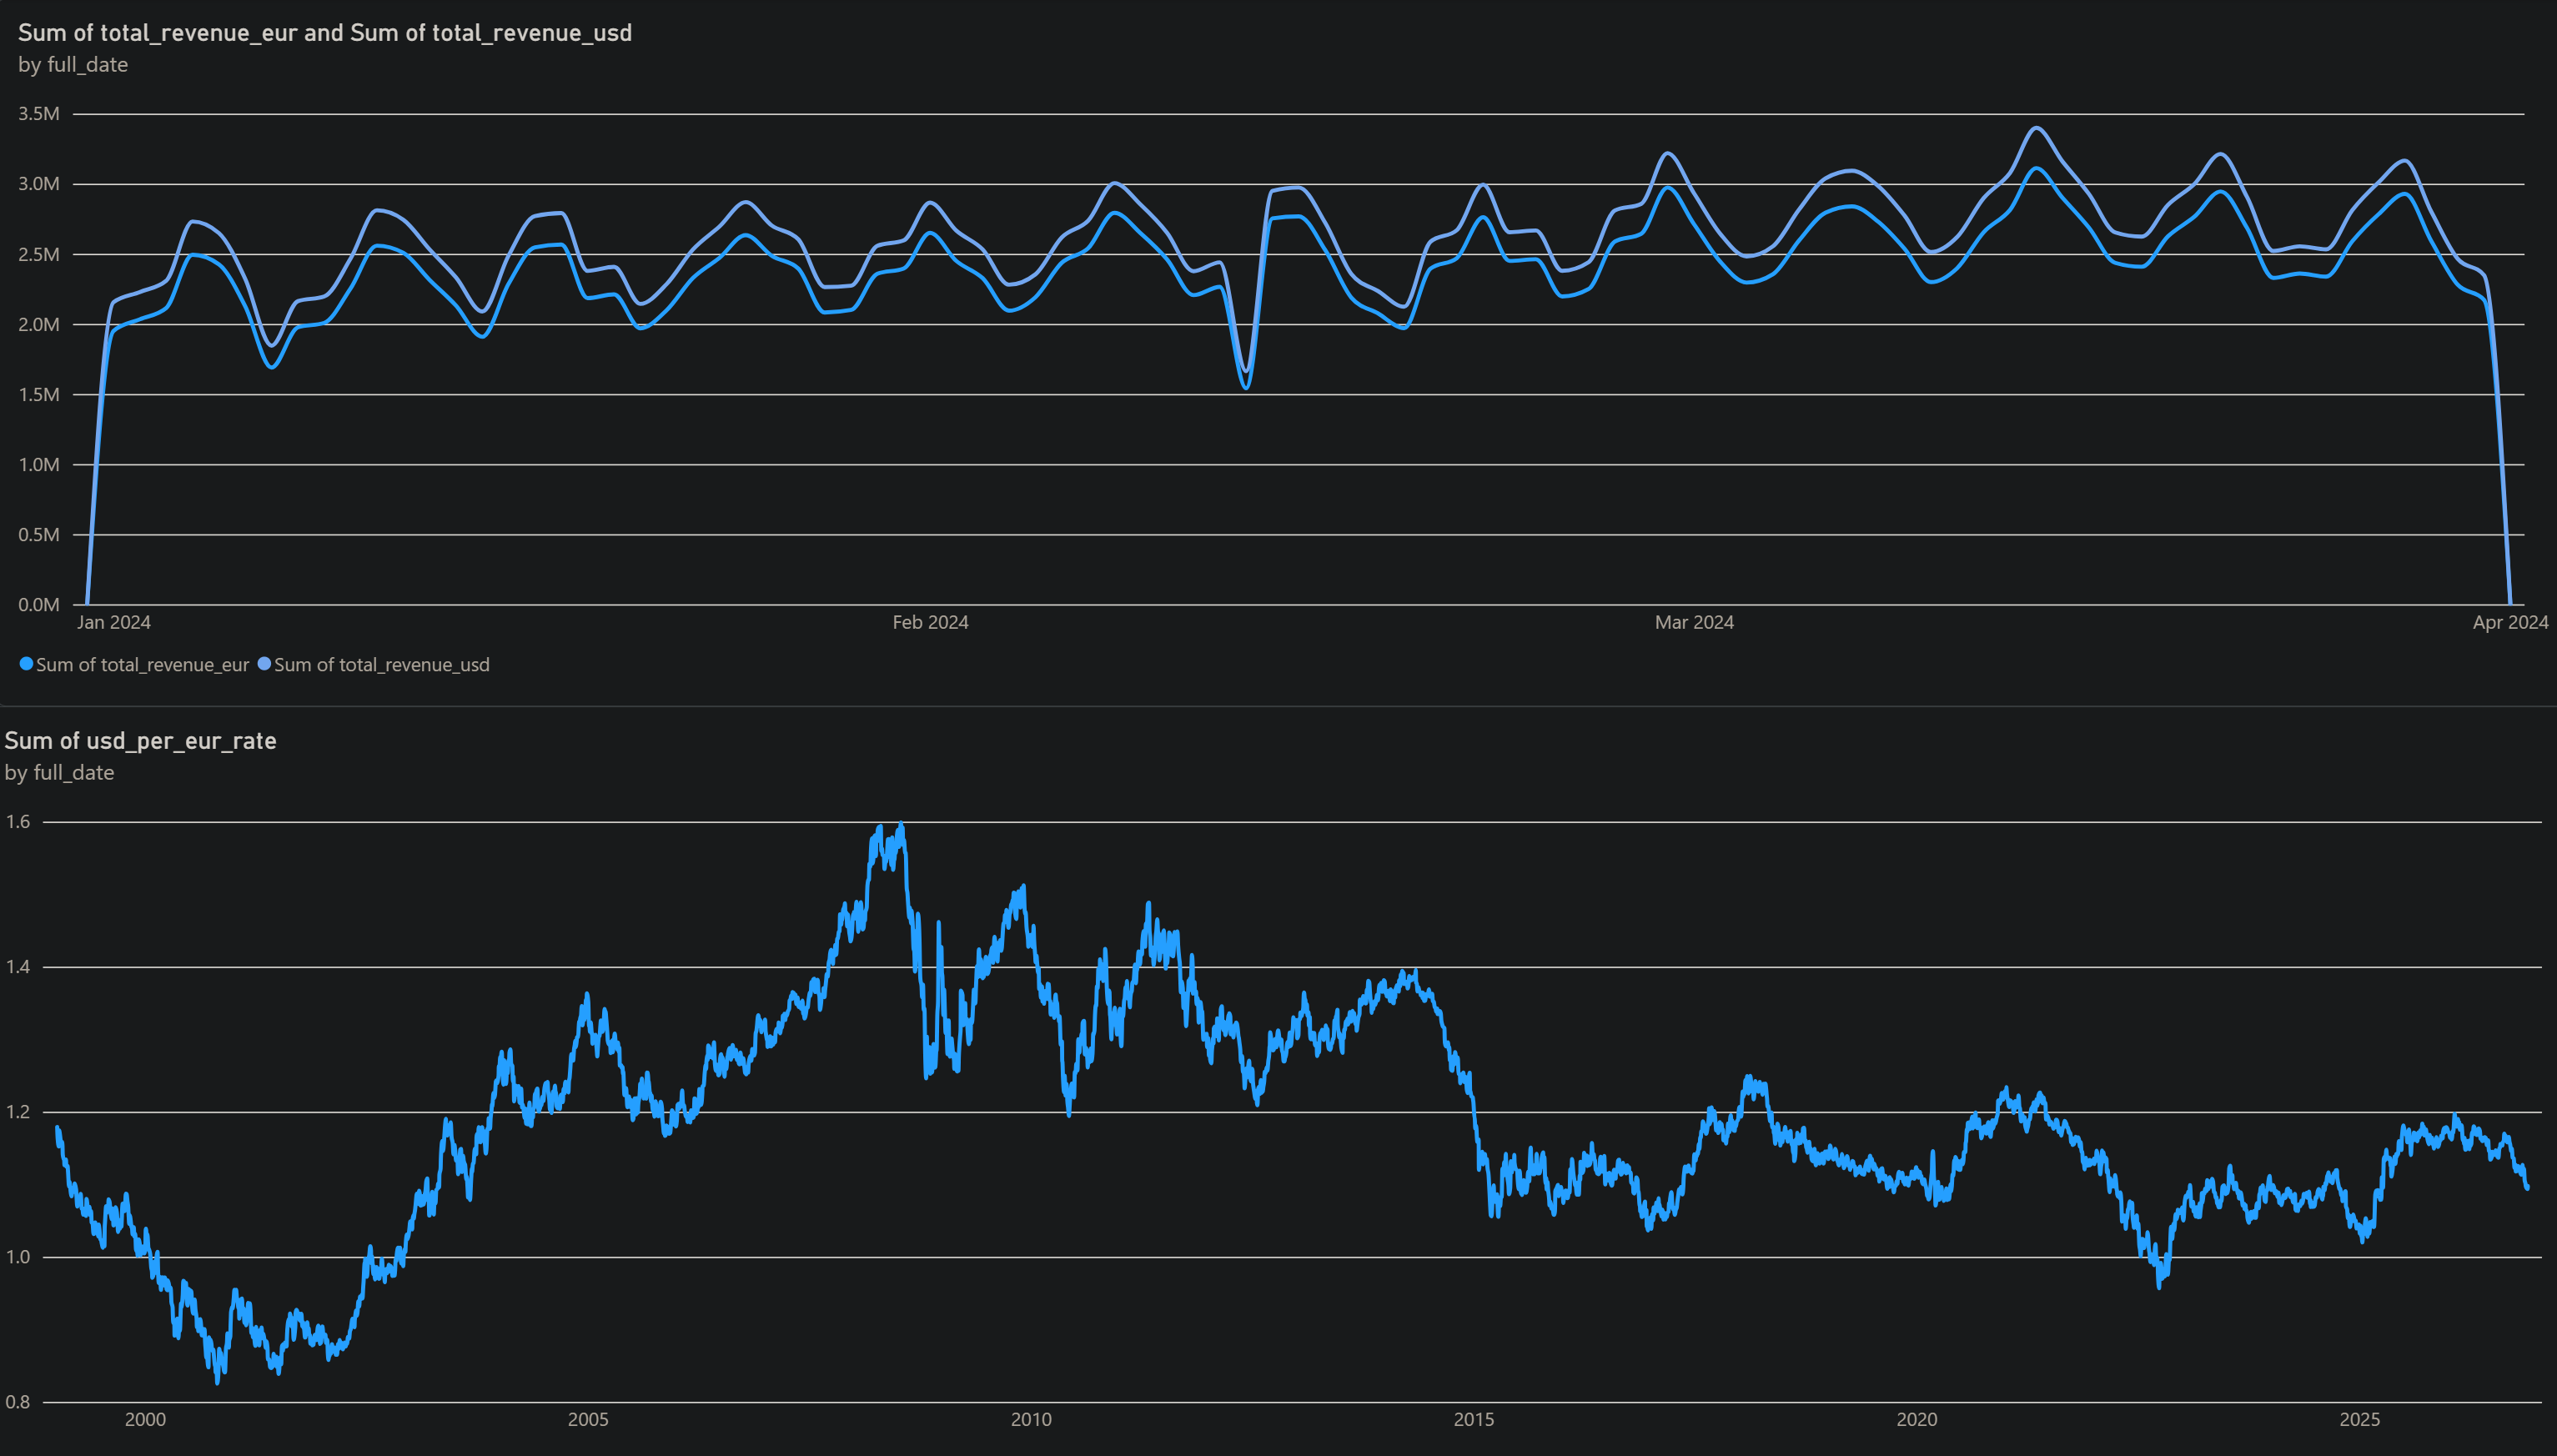 Sum of total_revenue_eur and Sum of total_revenue_usd
by full_date
3.5M
3.0M
2.5M
2.0M
1.5M
1.0M
0.5M
0.0M
Jan 2024 Feb 2024 Mar 2024 Apr 2024
Sum of total_revenue_eur Sum of total_revenue_usd
Sum of usd_per_eur_rate
by full_date
1.6
1.4
1.2
1.0
0.8
2000 2005 2010 2015 2020 2025